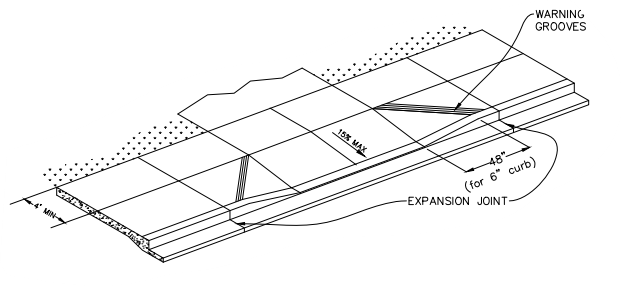 WARNING
GROOVES
15% MAX
48"
(for 6" curb)
4' MIN
EXPANSION JOINT